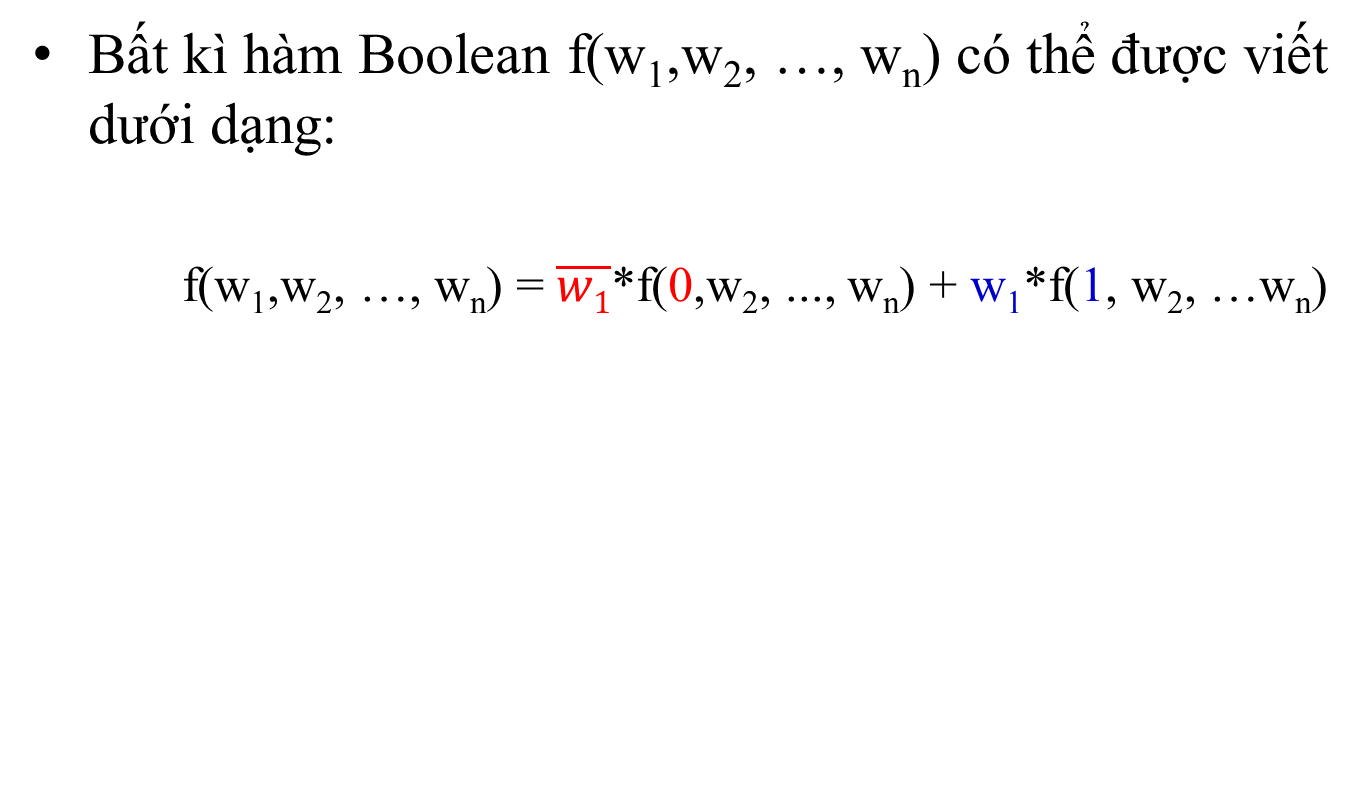 • Bất kì hàm Boolean f(w₁,w₂, …, wₙ) có thể được viết
dưới dạng:
f(w₁,w₂, …, wₙ) = w̅₁*f(0,w₂, ..., wₙ) + w₁*f(1, w₂, …wₙ)